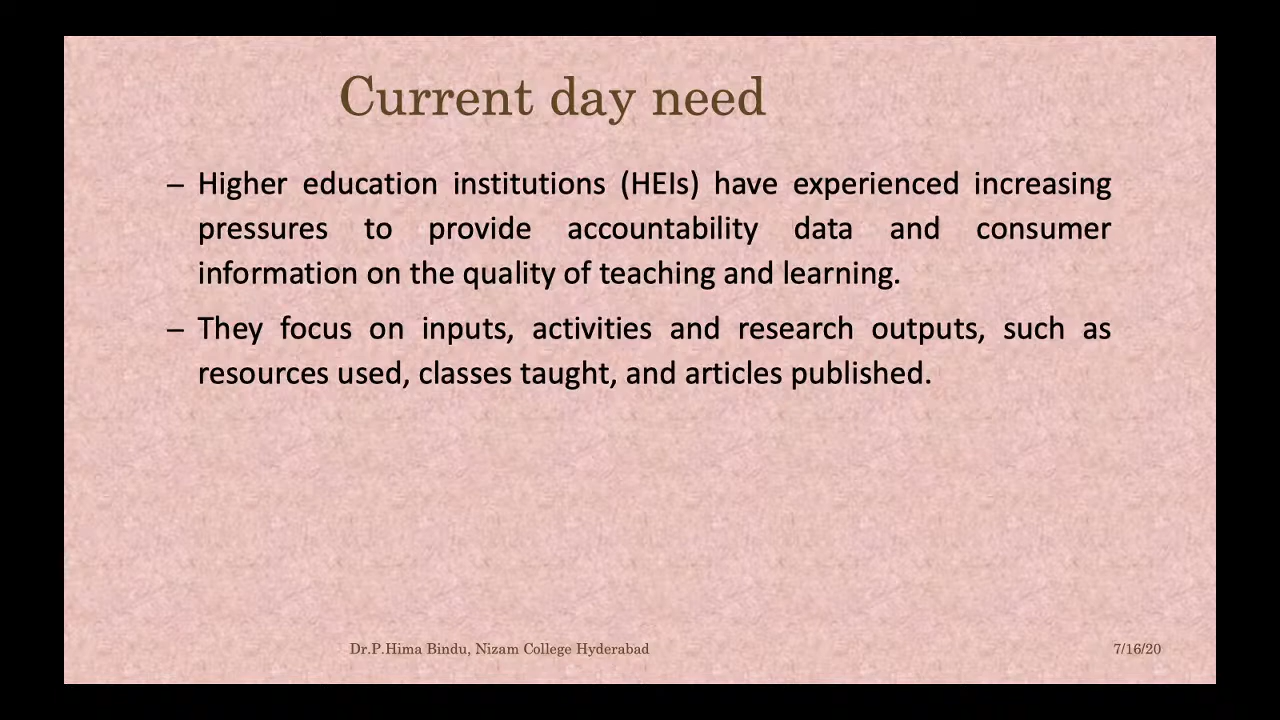 Current day need
– Higher education institutions (HEIs) have experienced increasing
pressures to provide accountability data and consumer
information on the quality of teaching and learning.
– They focus on inputs, activities and research outputs, such as
resources used, classes taught, and articles published.
Dr.P.Hima Bindu, Nizam College Hyderabad
7/16/20